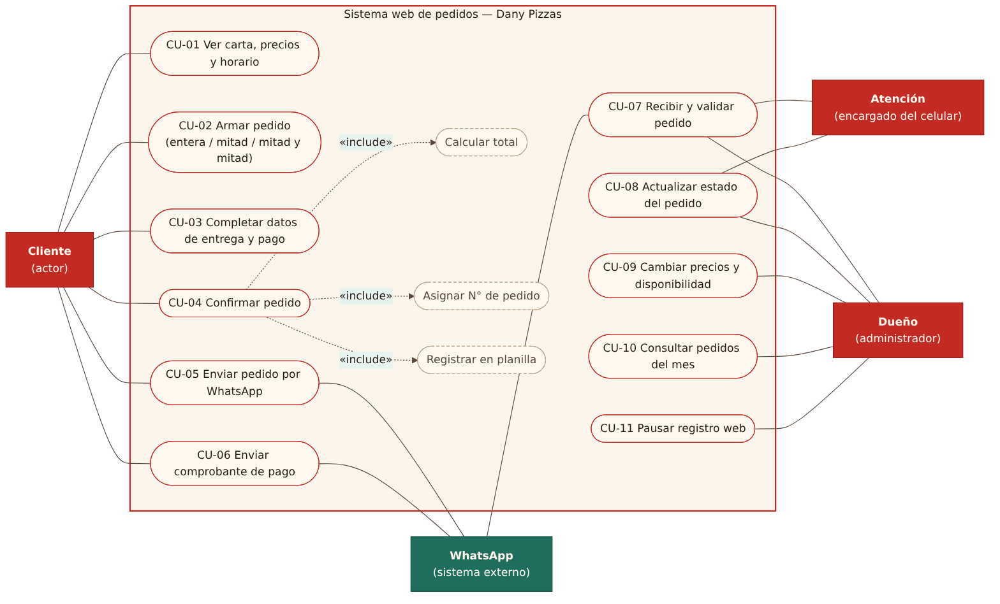 Sistema web de pedidos — Dany Pizzas
CU-01 Ver carta, precios
y horario
CU-02 Armar pedido
(entera / mitad / mitad y
mitad)
«include»
Calcular total
CU-03 Completar datos
de entrega y pago
Cliente
(actor)
CU-04 Confirmar pedido
«include»
Asignar N° de pedido
«include»
Registrar en planilla
CU-05 Enviar pedido por
WhatsApp
CU-06 Enviar
comprobante de pago
CU-07 Recibir y validar
pedido
CU-08 Actualizar estado
del pedido
CU-09 Cambiar precios y
disponibilidad
CU-10 Consultar pedidos
del mes
CU-11 Pausar registro web
Atención
(encargado del celular)
Dueño
(administrador)
WhatsApp
(sistema externo)